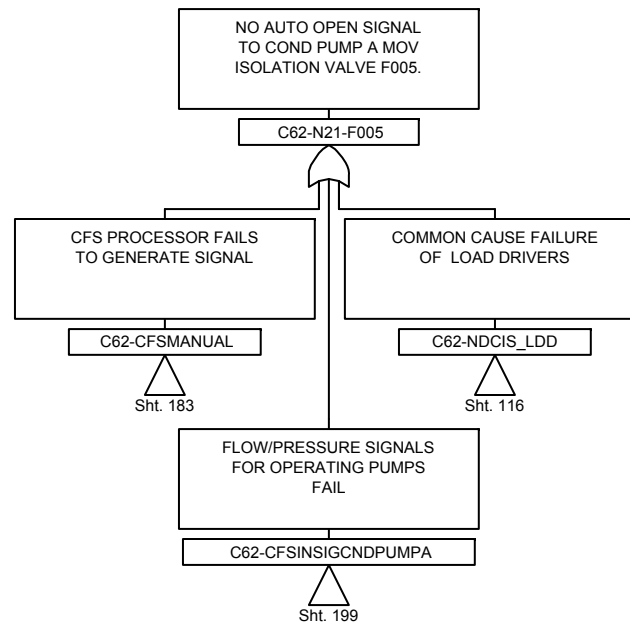 NO AUTO OPEN SIGNAL
TO COND PUMP A MOV
ISOLATION VALVE F005.
C62-N21-F005
CFS PROCESSOR FAILS
TO GENERATE SIGNAL
C62-CFSMANUAL
Sht. 183
COMMON CAUSE FAILURE
OF LOAD DRIVERS
C62-NDCIS_LDD
Sht. 116
FLOW/PRESSURE SIGNALS
FOR OPERATING PUMPS
FAIL
C62-CFSINSIGCNDPUMPA
Sht. 199